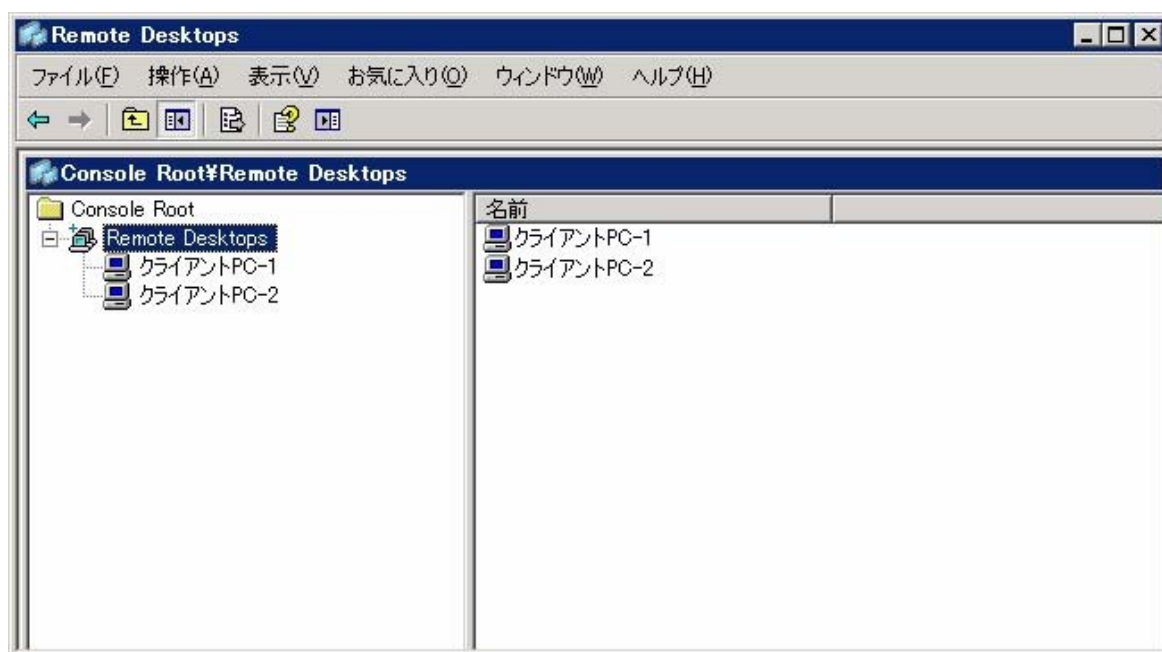 Remote Desktops
ファイル(F) 操作(A) 表示(V) お気に入り(O) ウィンドウ(W) ヘルプ(H)
Console Root¥Remote Desktops
Console Root
Remote Desktops
クライアントPC-1
クライアントPC-2
名前
クライアントPC-1
クライアントPC-2